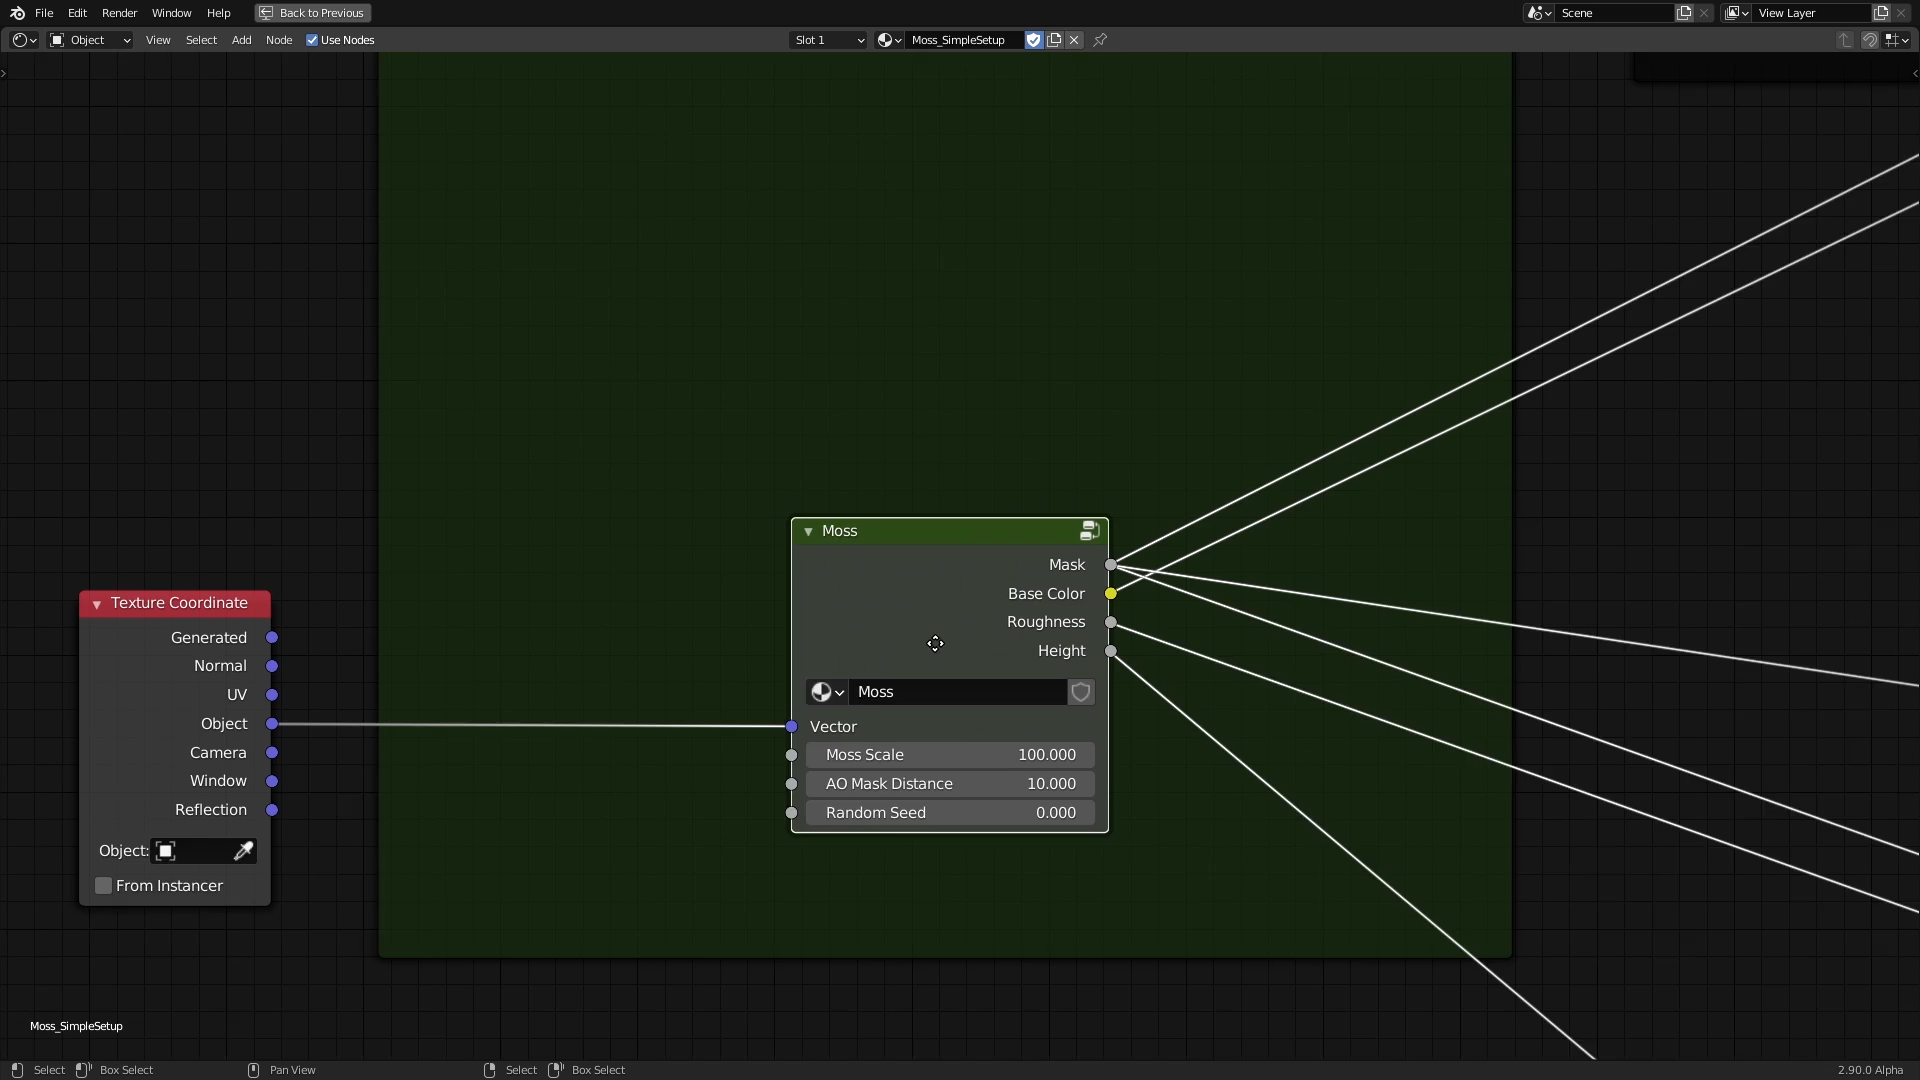 File Edit Render Window Help Back to Previous Scene View Layer
Object View Select Add Node Use Nodes Slot 1 Moss_SimpleSetup
Moss
Mask
Base Color
Roughness
Height
Moss
Vector
Moss Scale 100.000
AO Mask Distance 10.000
Random Seed 0.000
Texture Coordinate
Generated
Normal
UV
Object
Camera
Window
Reflection
Object:
From Instancer
Moss_SimpleSetup
Select Box Select Pan View Select Box Select 2.90.0 Alpha